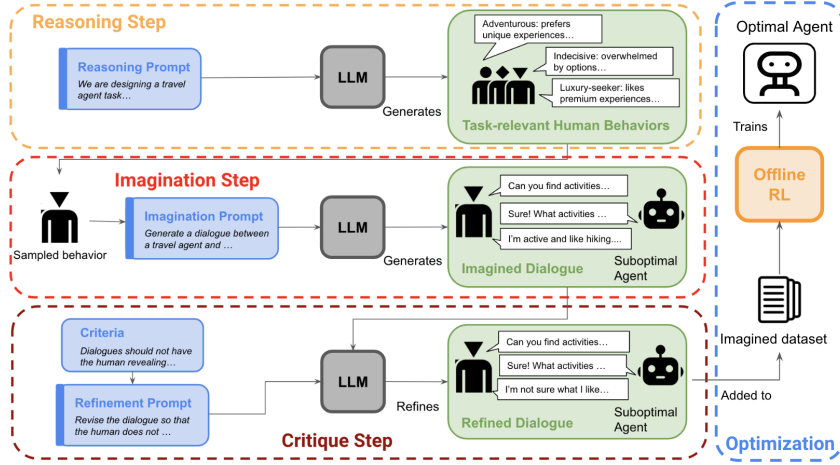 Reasoning Step
Reasoning Prompt
We are designing a travel
agent task…
LLM
Generates
Adventurous: prefers
unique experiences…
Indecisive: overwhelmed
by options…
Luxury-seeker: likes
premium experiences…
Task-relevant Human Behaviors
Imagination Step
Sampled behavior
Imagination Prompt
Generate a dialogue between
a travel agent and …
LLM
Generates
Can you find activities…
Sure! What activities …
I'm active and like hiking....
Imagined Dialogue
Suboptimal
Agent
Criteria
Dialogues should not have
the human revealing…
Refinement Prompt
Revise the dialogue so that
the human does not …
LLM
Refines
Can you find activities…
Sure! What activities …
I'm not sure what I like…
Refined Dialogue
Suboptimal
Agent
Critique Step
Added to
Optimal Agent
Trains
Offline
RL
Imagined dataset
Optimization